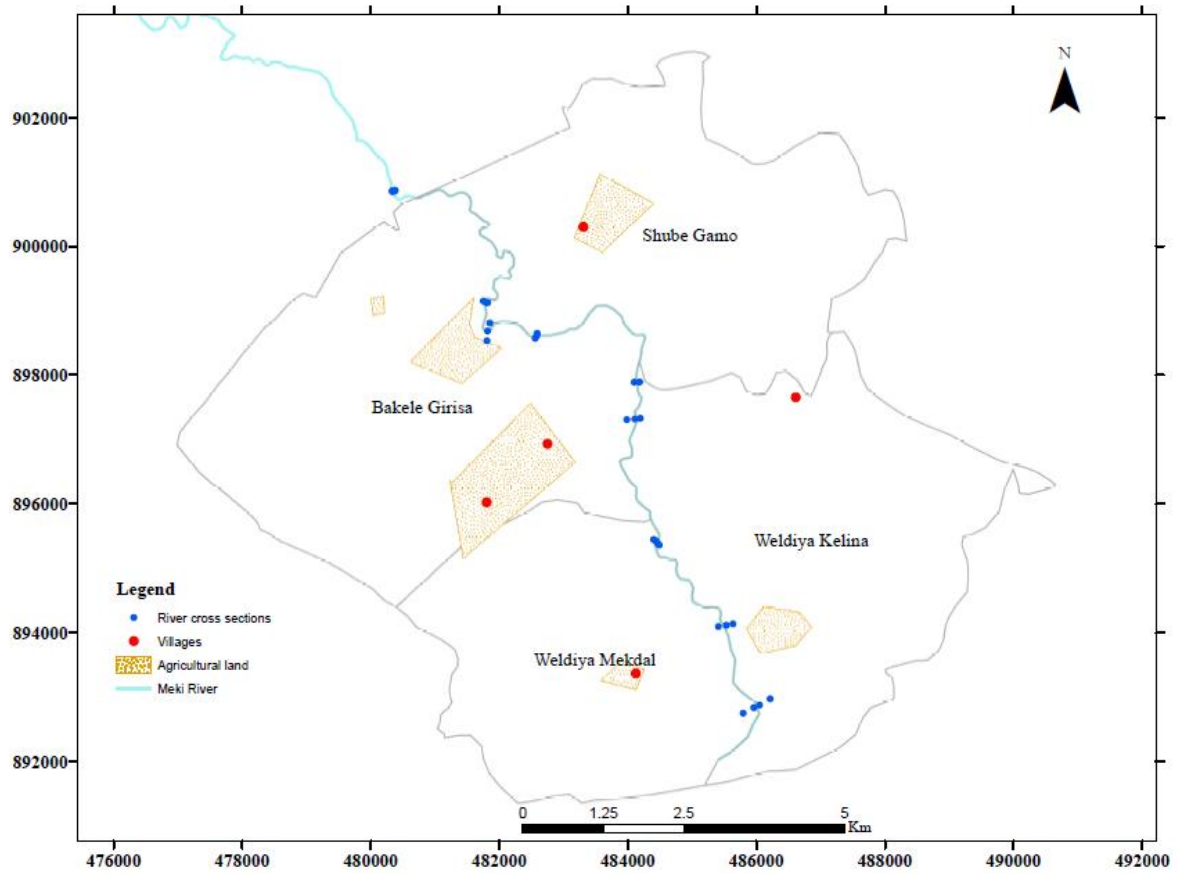 N
902000
900000
898000
896000
894000
892000
Shube Gamo
Bakele Girisa
Weldiya Kelina
Weldiya Mekdal
Legend
River cross sections
Villages
Agricultural land
Meki River
0 1.25 2.5 5
Km
476000 478000 480000 482000 484000 486000 488000 490000 492000